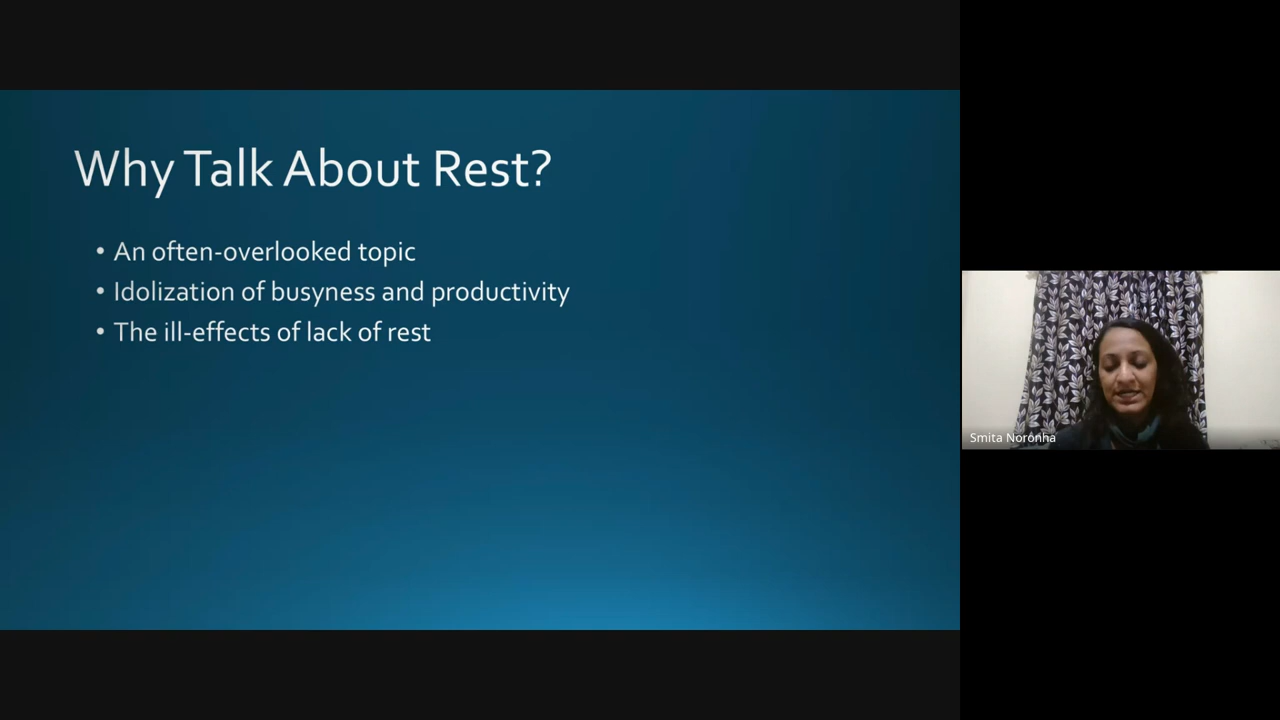 Why Talk About Rest?
• An often-overlooked topic
• Idolization of busyness and productivity
• The ill-effects of lack of rest
Smita Noronha